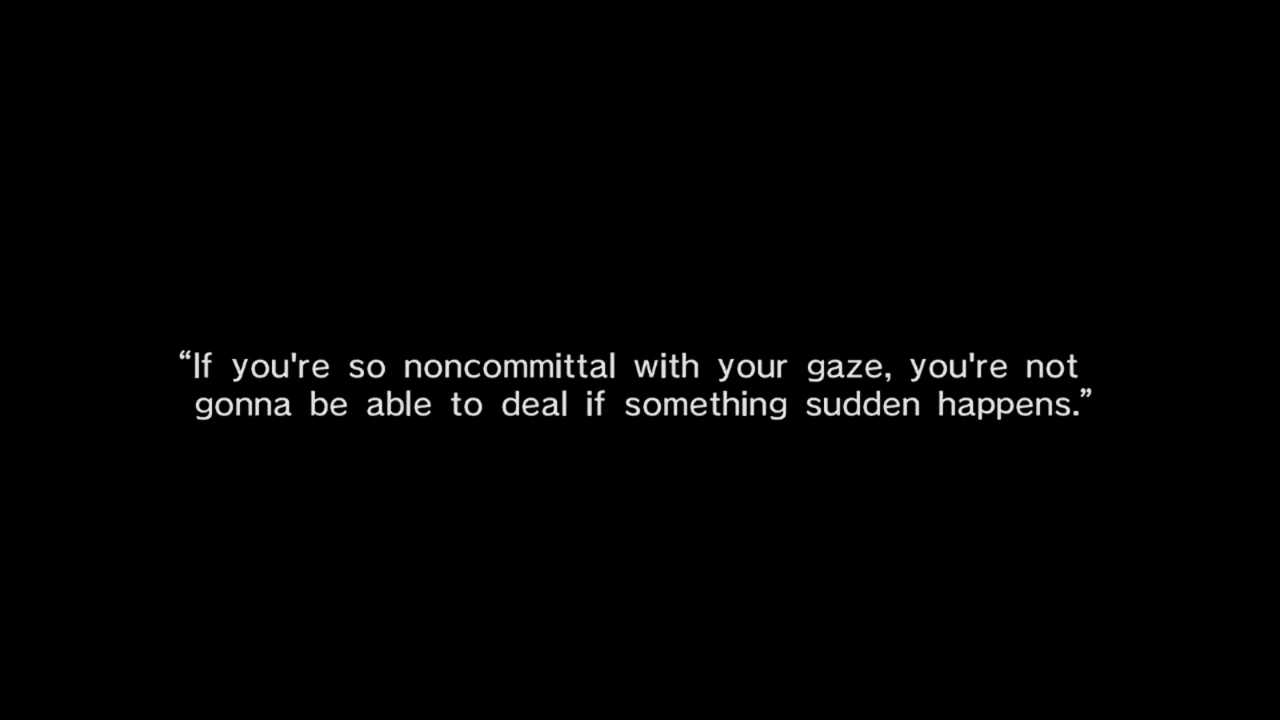 “If you're so noncommittal with your gaze, you're not
gonna be able to deal if something sudden happens.”